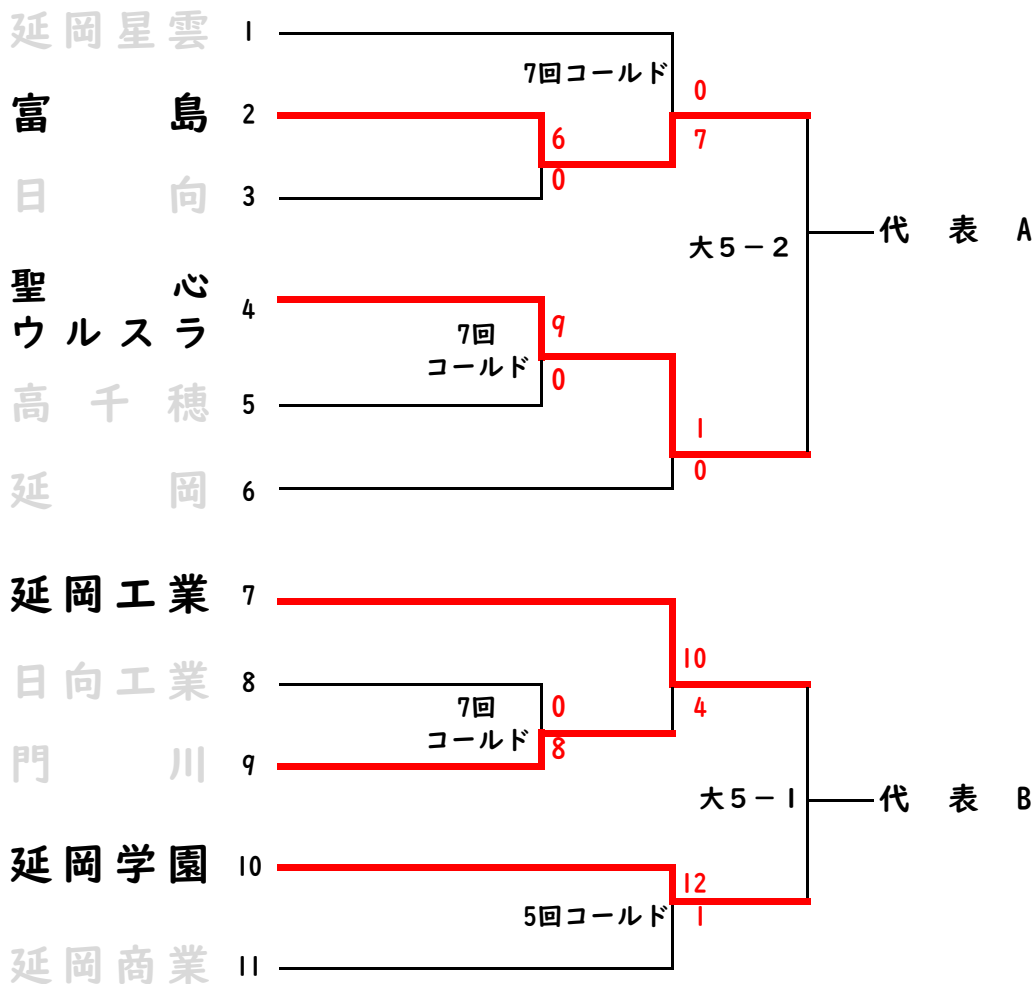 延岡星雲 1
7回コールド
0
富島 2
6
7
0
日向 3
代表 A
大5-2
聖心
ウルスラ 4
9
7回
コールド
0
高千穂 5
1
0
延岡 6
延岡工業 7
10
日向工業 8
7回
0
4
コールド
8
門川 9
大5-1
代表 B
延岡学園 10
12
5回コールド
1
延岡商業 11